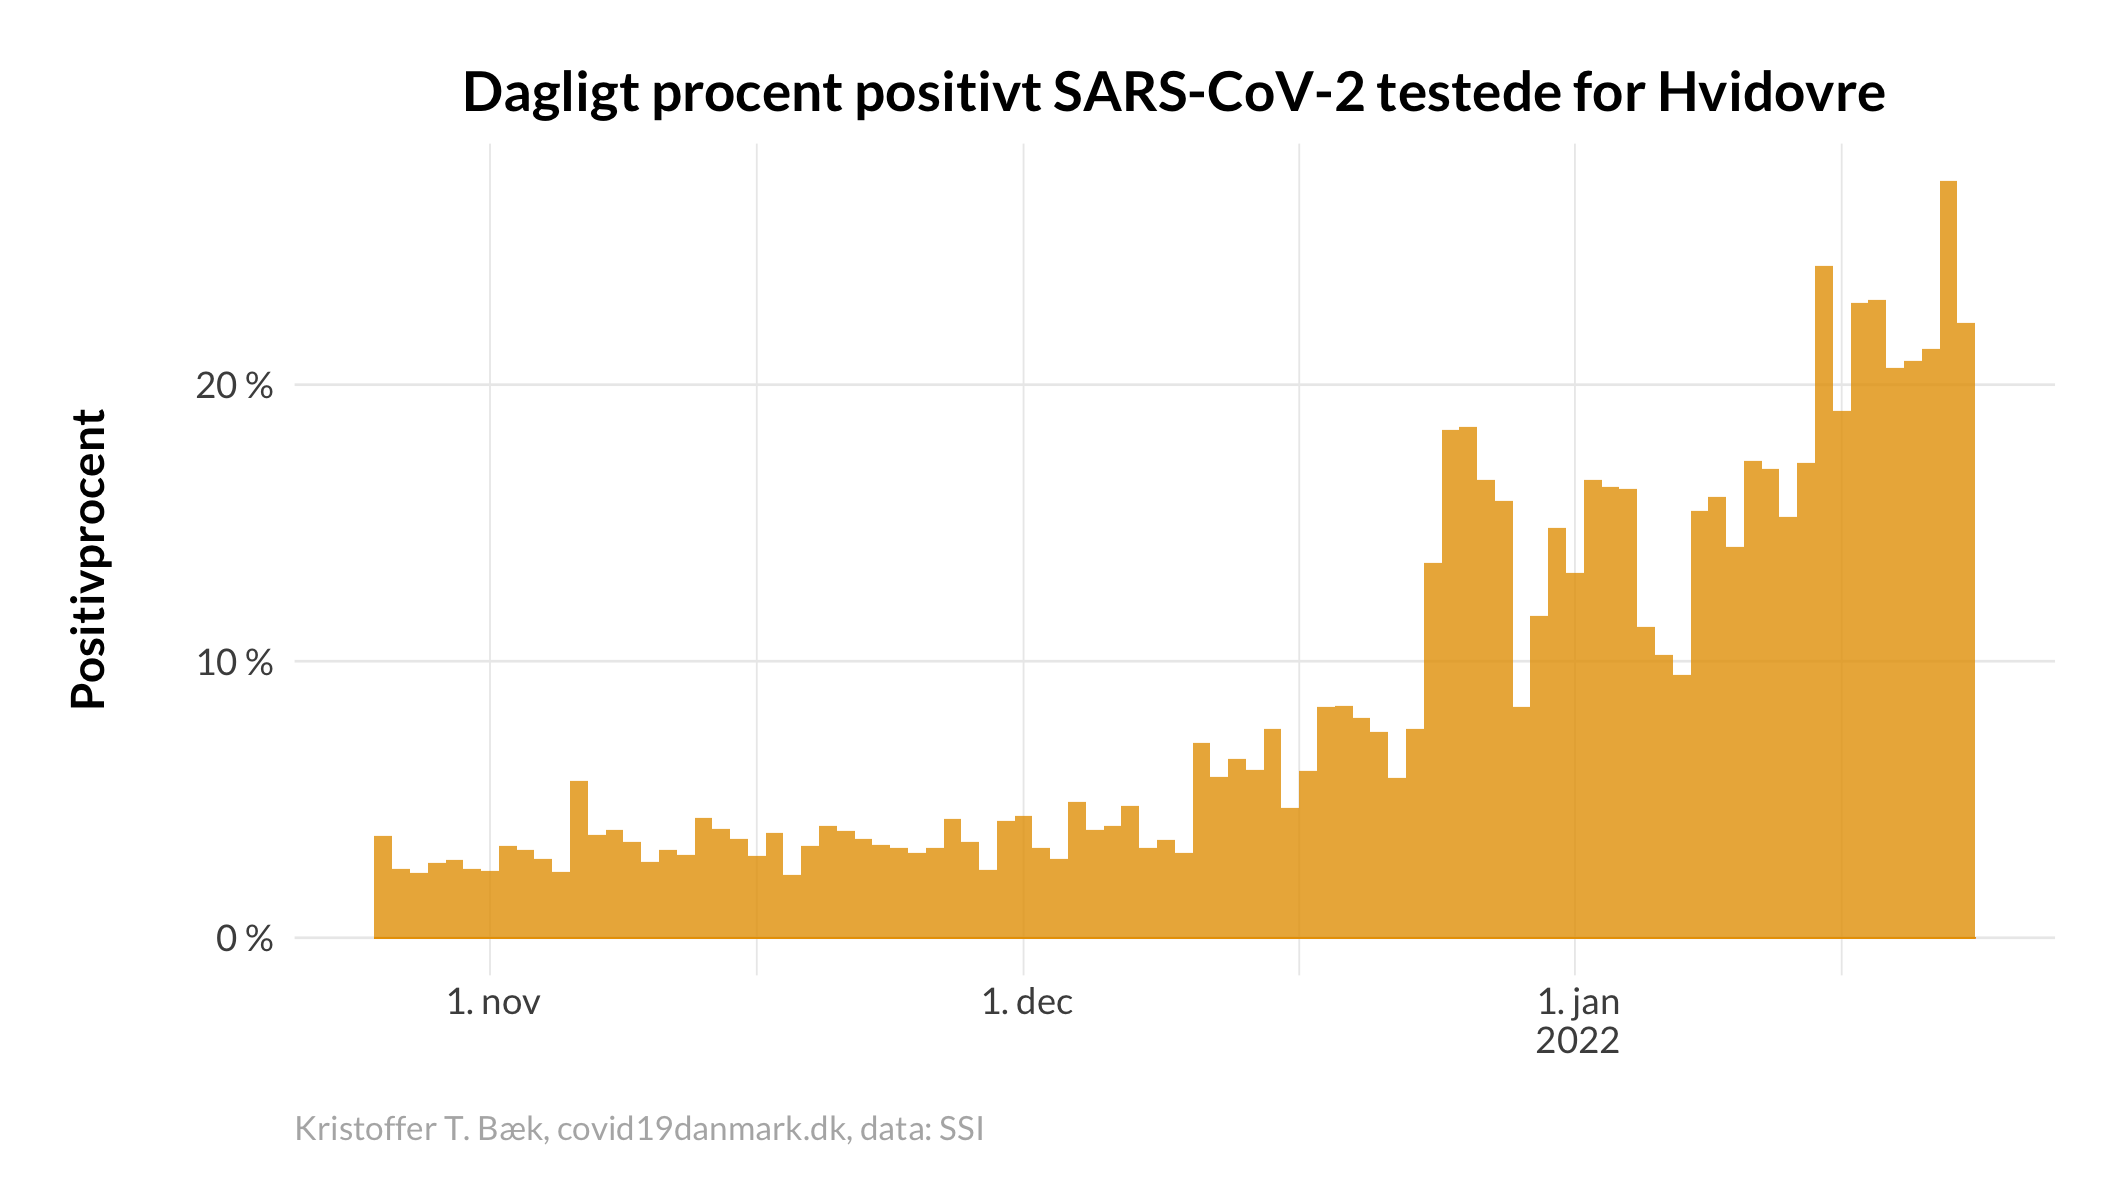 Dagligt procent positivt SARS-CoV-2 testede for Hvidovre
Positivprocent
20 %
10 %
0 %
1. nov
1. dec
1. jan
2022
Kristoffer T. Bæk, covid19danmark.dk, data: SSI